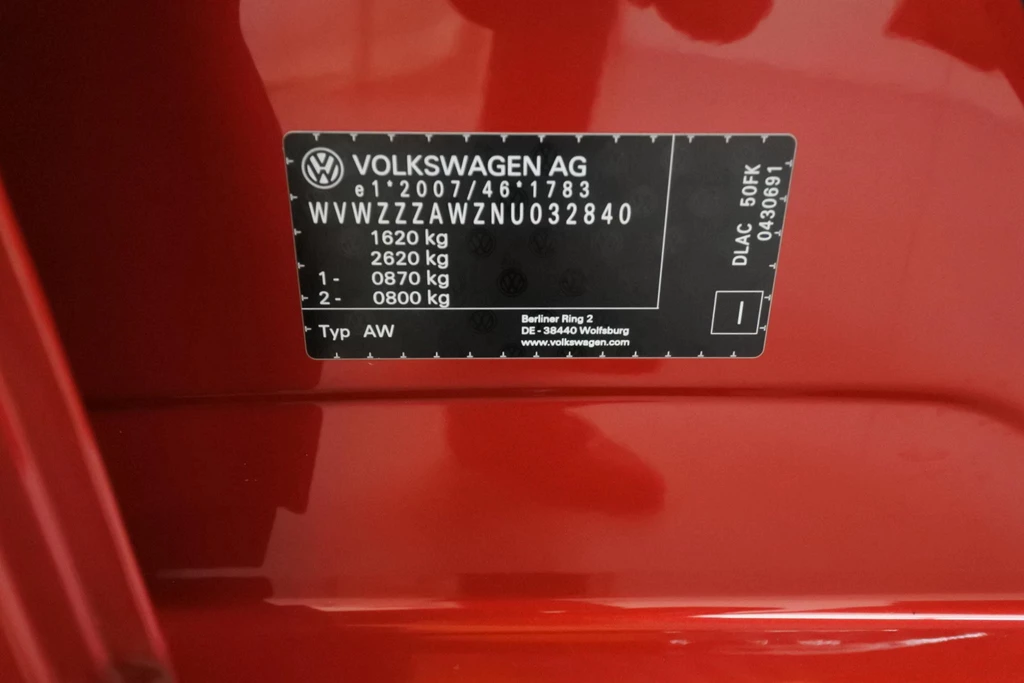 VOLKSWAGEN AG
e1*2007/46*1783
WVWZZZAWZNU032840
1620 kg
2620 kg
1- 0870 kg
2- 0800 kg
Typ AW
Berliner Ring 2
DE - 38440 Wolfsburg
www.volkswagen.com
DLAC 50FK
0430691
I